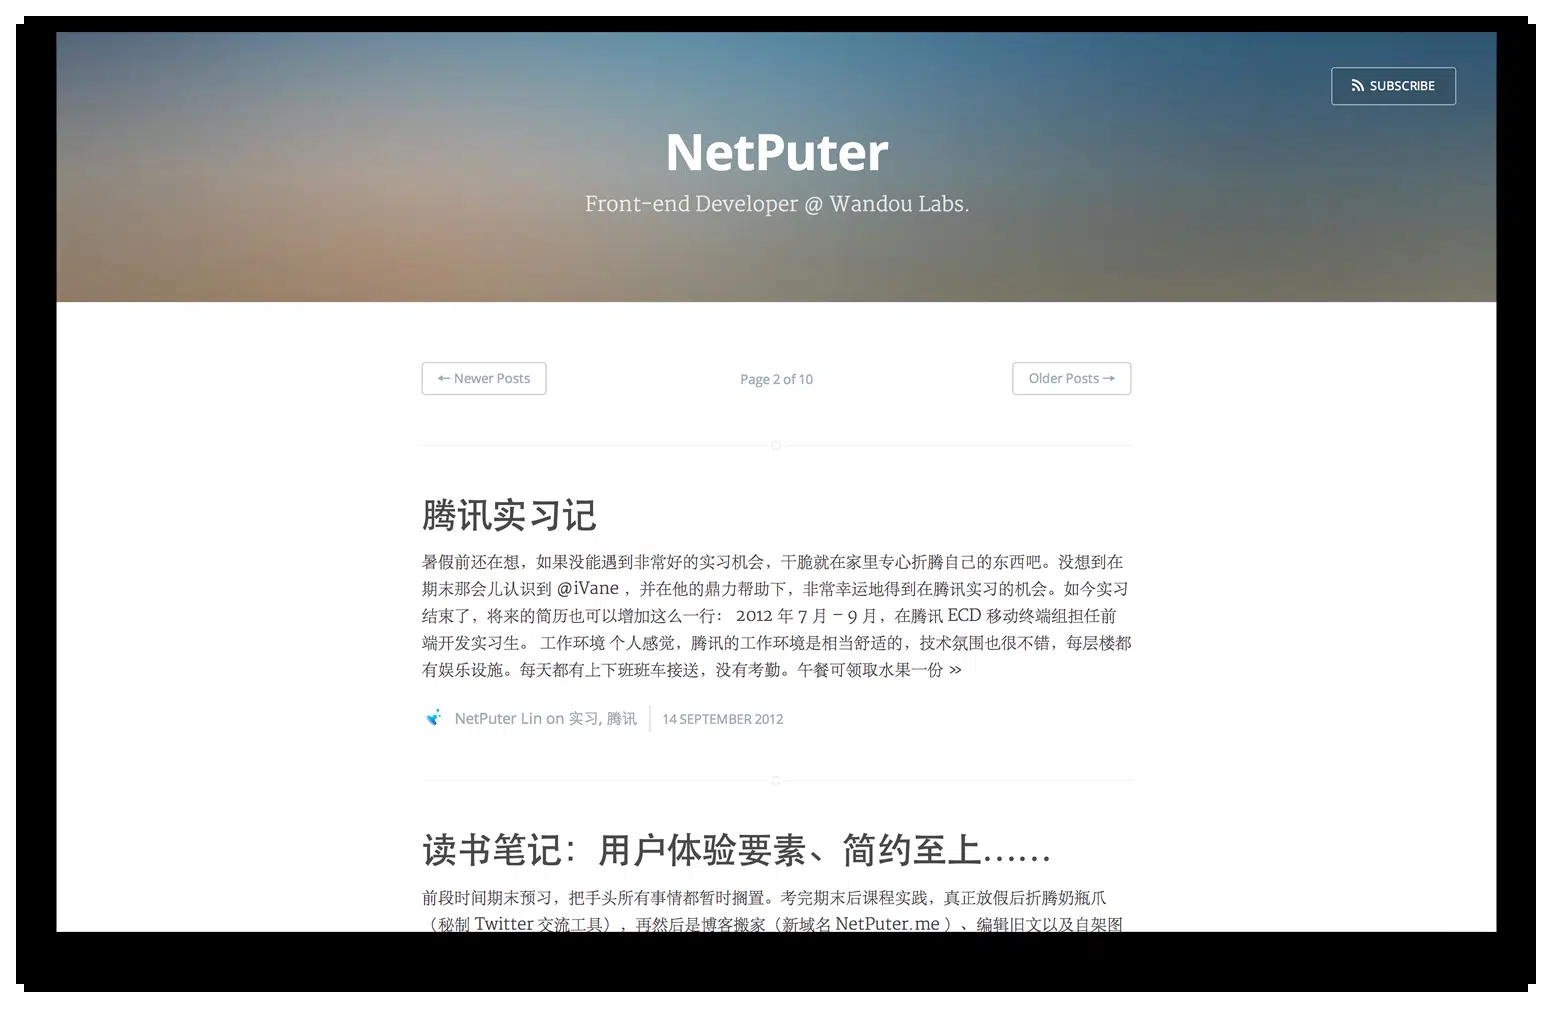 SUBSCRIBE
NetPuter
Front-end Developer @ Wandou Labs.
← Newer Posts
Page 2 of 10
Older Posts →
腾讯实习记
暑假前还在想，如果没能遇到非常好的实习机会，干脆就在家里专心折腾自己的东西吧。没想到在
期末那会儿认识到 @iVane ，并在他的鼎力帮助下，非常幸运地得到在腾讯实习的机会。如今实习
结束了，将来的简历也可以增加这么一行： 2012 年 7 月 – 9 月，在腾讯 ECD 移动终端组担任前
端开发实习生。 工作环境 个人感觉，腾讯的工作环境是相当舒适的，技术氛围也很不错，每层楼都
有娱乐设施。每天都有上下班班车接送，没有考勤。午餐可领取水果一份 »
NetPuter Lin on 实习, 腾讯
14 SEPTEMBER 2012
读书笔记：用户体验要素、简约至上……
前段时间期末预习，把手头所有事情都暂时搁置。考完期末后课程实践，真正放假后折腾奶瓶爪
（秘制 Twitter 交流工具），再然后是博客搬家（新域名 NetPuter.me ）、编辑旧文以及自架图